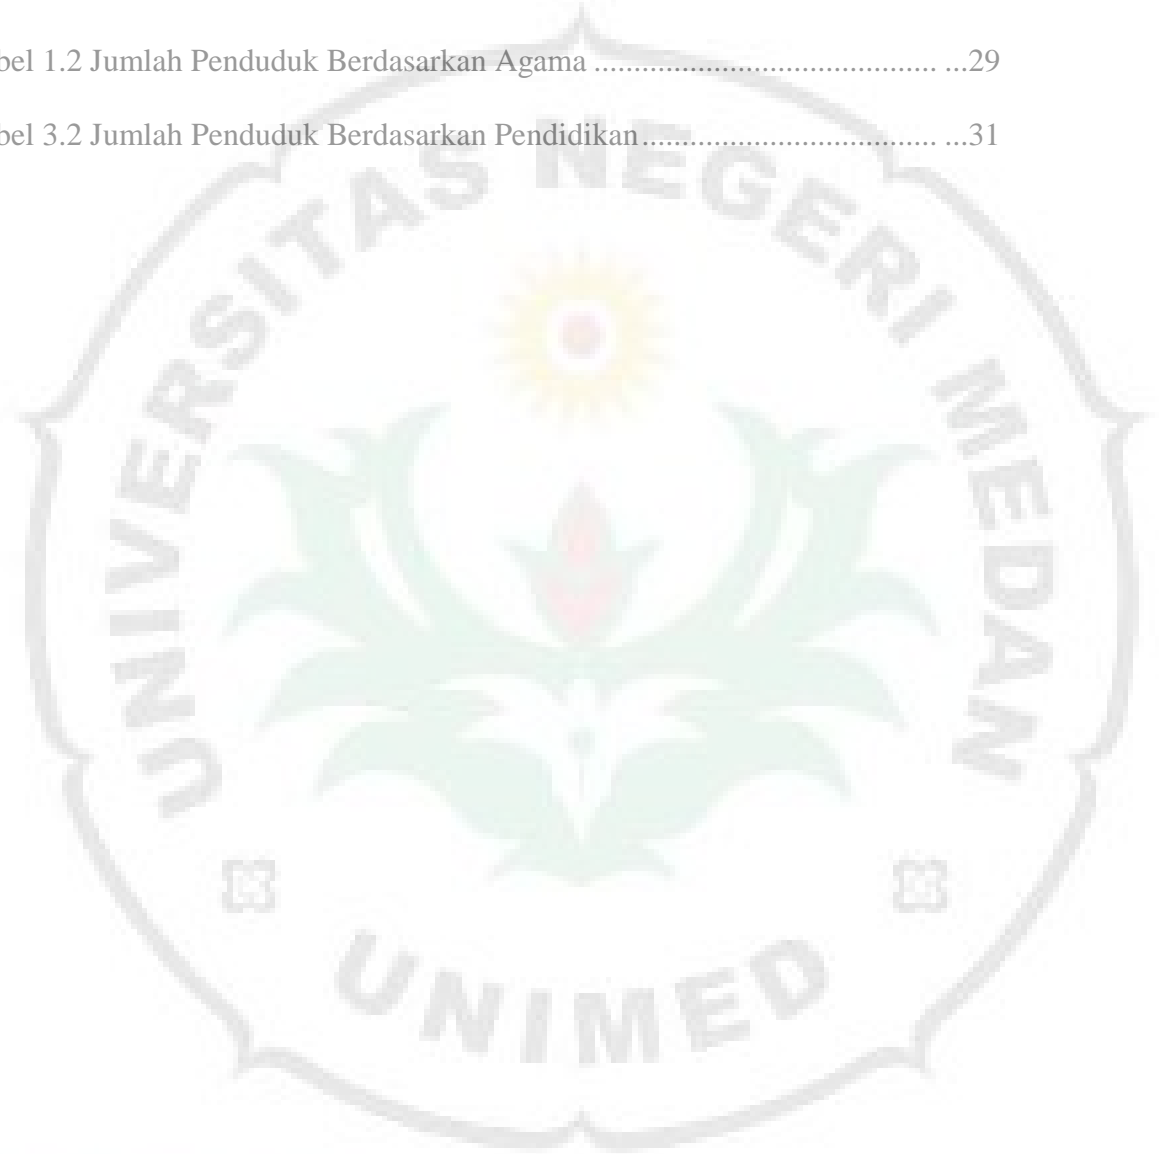 bel 1.2 Jumlah Penduduk Berdasarkan Agama ........................................... ...29
bel 3.2 Jumlah Penduduk Berdasarkan Pendidikan..................................... ...31
UNIVERSITAS NEGERI MEDAN
UNIMED